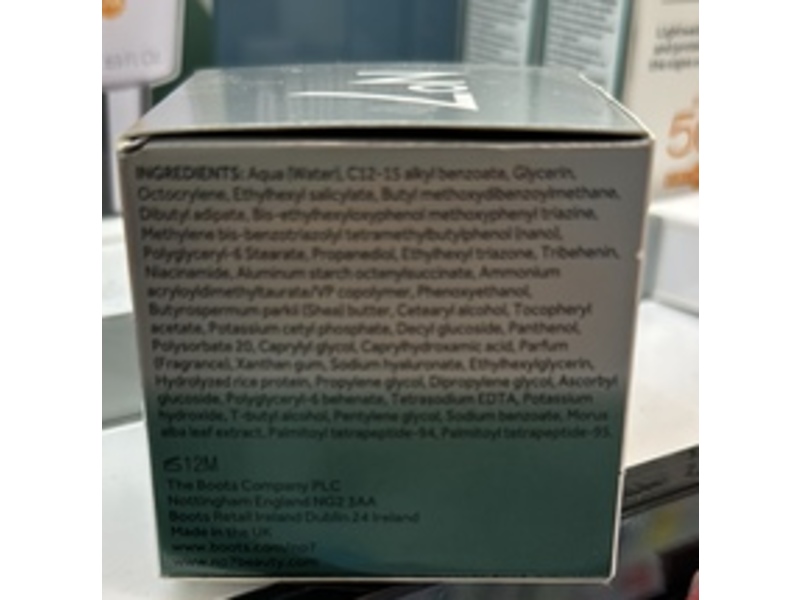 No7
INGREDIENTS: Aqua (Water), C12-15 alkyl benzoate, Glycerin,
Octocrylene, Ethylhexyl salicylate, Butyl methoxydibenzoylmethane,
Dibutyl adipate, Bis-ethylhexyloxyphenol methoxyphenyl triazine,
Methylene bis-benzotriazolyl tetramethylbutylphenol (nano),
Polyglyceryl-6 Stearate, Propanediol, Ethylhexyl triazone, Tribehenin,
Niacinamide, Aluminum starch octenylsuccinate, Ammonium
acryloyldimethyltaurate/VP copolymer, Phenoxyethanol,
Butyrospermum parkii (Shea) butter, Cetearyl alcohol, Tocopheryl
acetate, Potassium cetyl phosphate, Decyl glucoside, Panthenol,
Polysorbate 20, Caprylyl glycol, Caprylhydroxamic acid, Parfum
(Fragrance), Xanthan gum, Sodium hyaluronate, Ethylhexylglycerin,
Hydrolyzed rice protein, Propylene glycol, Dipropylene glycol, Ascorbyl
glucoside, Polyglyceryl-6 behenate, Tetrasodium EDTA, Potassium
hydroxide, T-butyl alcohol, Pentylene glycol, Sodium benzoate, Morus
alba leaf extract, Palmitoyl tetrapeptide-94, Palmitoyl tetrapeptide-95.
12M
The Boots Company PLC
Nottingham England NG2 3AA
Boots Retail Ireland Dublin 24 Ireland
Made in the UK
www.boots.com/no7
www.no7beauty.com